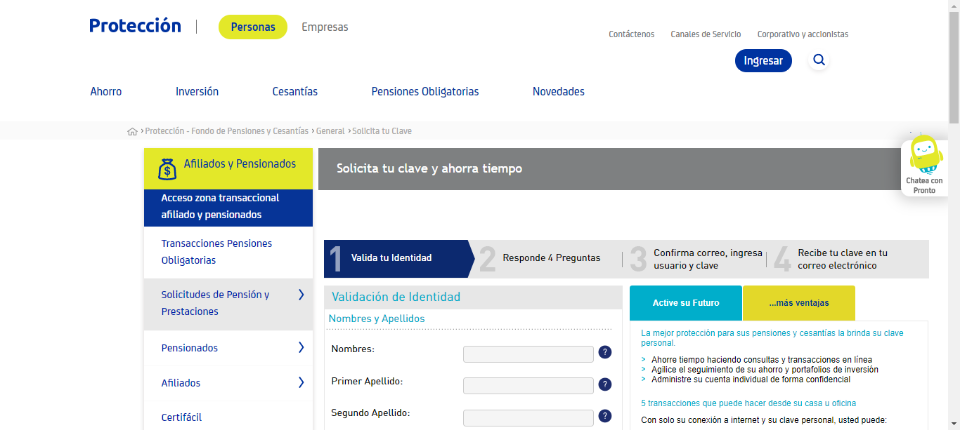 Protección
Personas
Empresas
Contáctenos
Canales de Servicio
Corporativo y accionistas
Ingresar
Ahorro
Inversión
Cesantías
Pensiones Obligatorias
Novedades
Protección - Fondo de Pensiones y Cesantías
General
Solicita tu Clave
Afiliados y Pensionados
Acceso zona transaccional
afiliado y pensionados
Transacciones Pensiones
Obligatorias
Solicitudes de Pensión y
Prestaciones
Pensionados
Afiliados
Certifácil
Solicita tu clave y ahorra tiempo
Chatea con
Pronto
1 Valida tu Identidad
2 Responde 4 Preguntas
3 Confirma correo, ingresa
usuario y clave
4 Recibe tu clave en tu
correo electrónico
Validación de Identidad
Nombres y Apellidos
Nombres:
?
Primer Apellido:
?
Segundo Apellido:
?
Active su Futuro
...más ventajas
La mejor protección para sus pensiones y cesantías la brinda su clave
personal.
Ahorre tiempo haciendo consultas y transacciones en línea
Agilice el seguimiento de su ahorro y portafolios de inversión
Administre su cuenta individual de forma confidencial
5 transacciones que puede hacer desde su casa u oficina
Con solo su conexión a internet y su clave personal, usted puede: